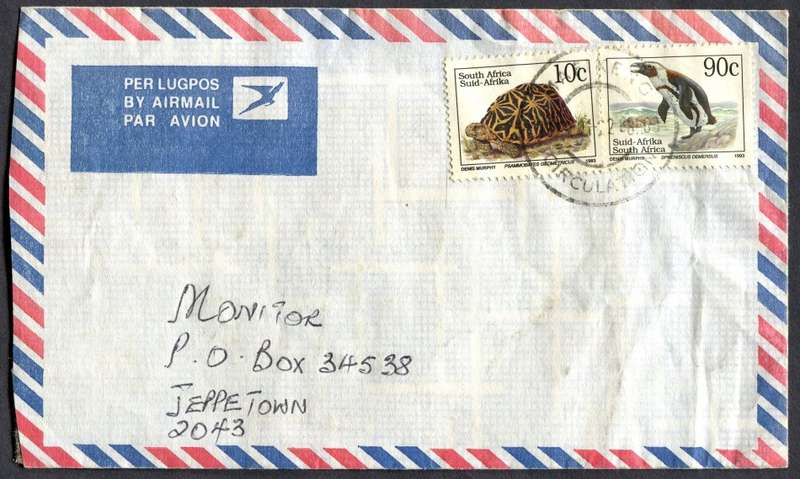 PER LUGPOS
BY AIRMAIL
PAR AVION
South Africa
Suid-Afrika
10c
DENIS MURPHY PSAMMOBATES GEOMETRICUS 1993
90c
Suid-Afrika
South Africa
DENIS MURPHY SPHENISCUS DEMERSUS 1993
MONITOR
P.O. BOX 34538
JEPPETOWN
2043